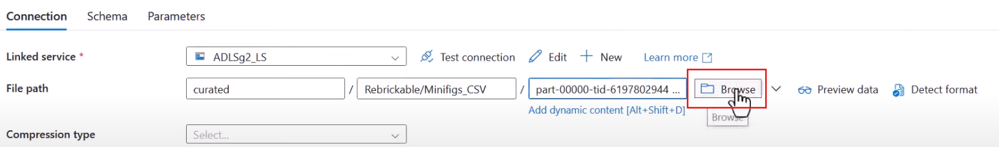 Connection Schema Parameters
Linked service * ADLSg2_LS Test connection Edit New Learn more
File path curated / Rebrickable/Minifigs_CSV / part-00000-tid-6197802944 ... Browse Preview data Detect format
Add dynamic content [Alt+Shift+D]
Browse
Compression type Select...